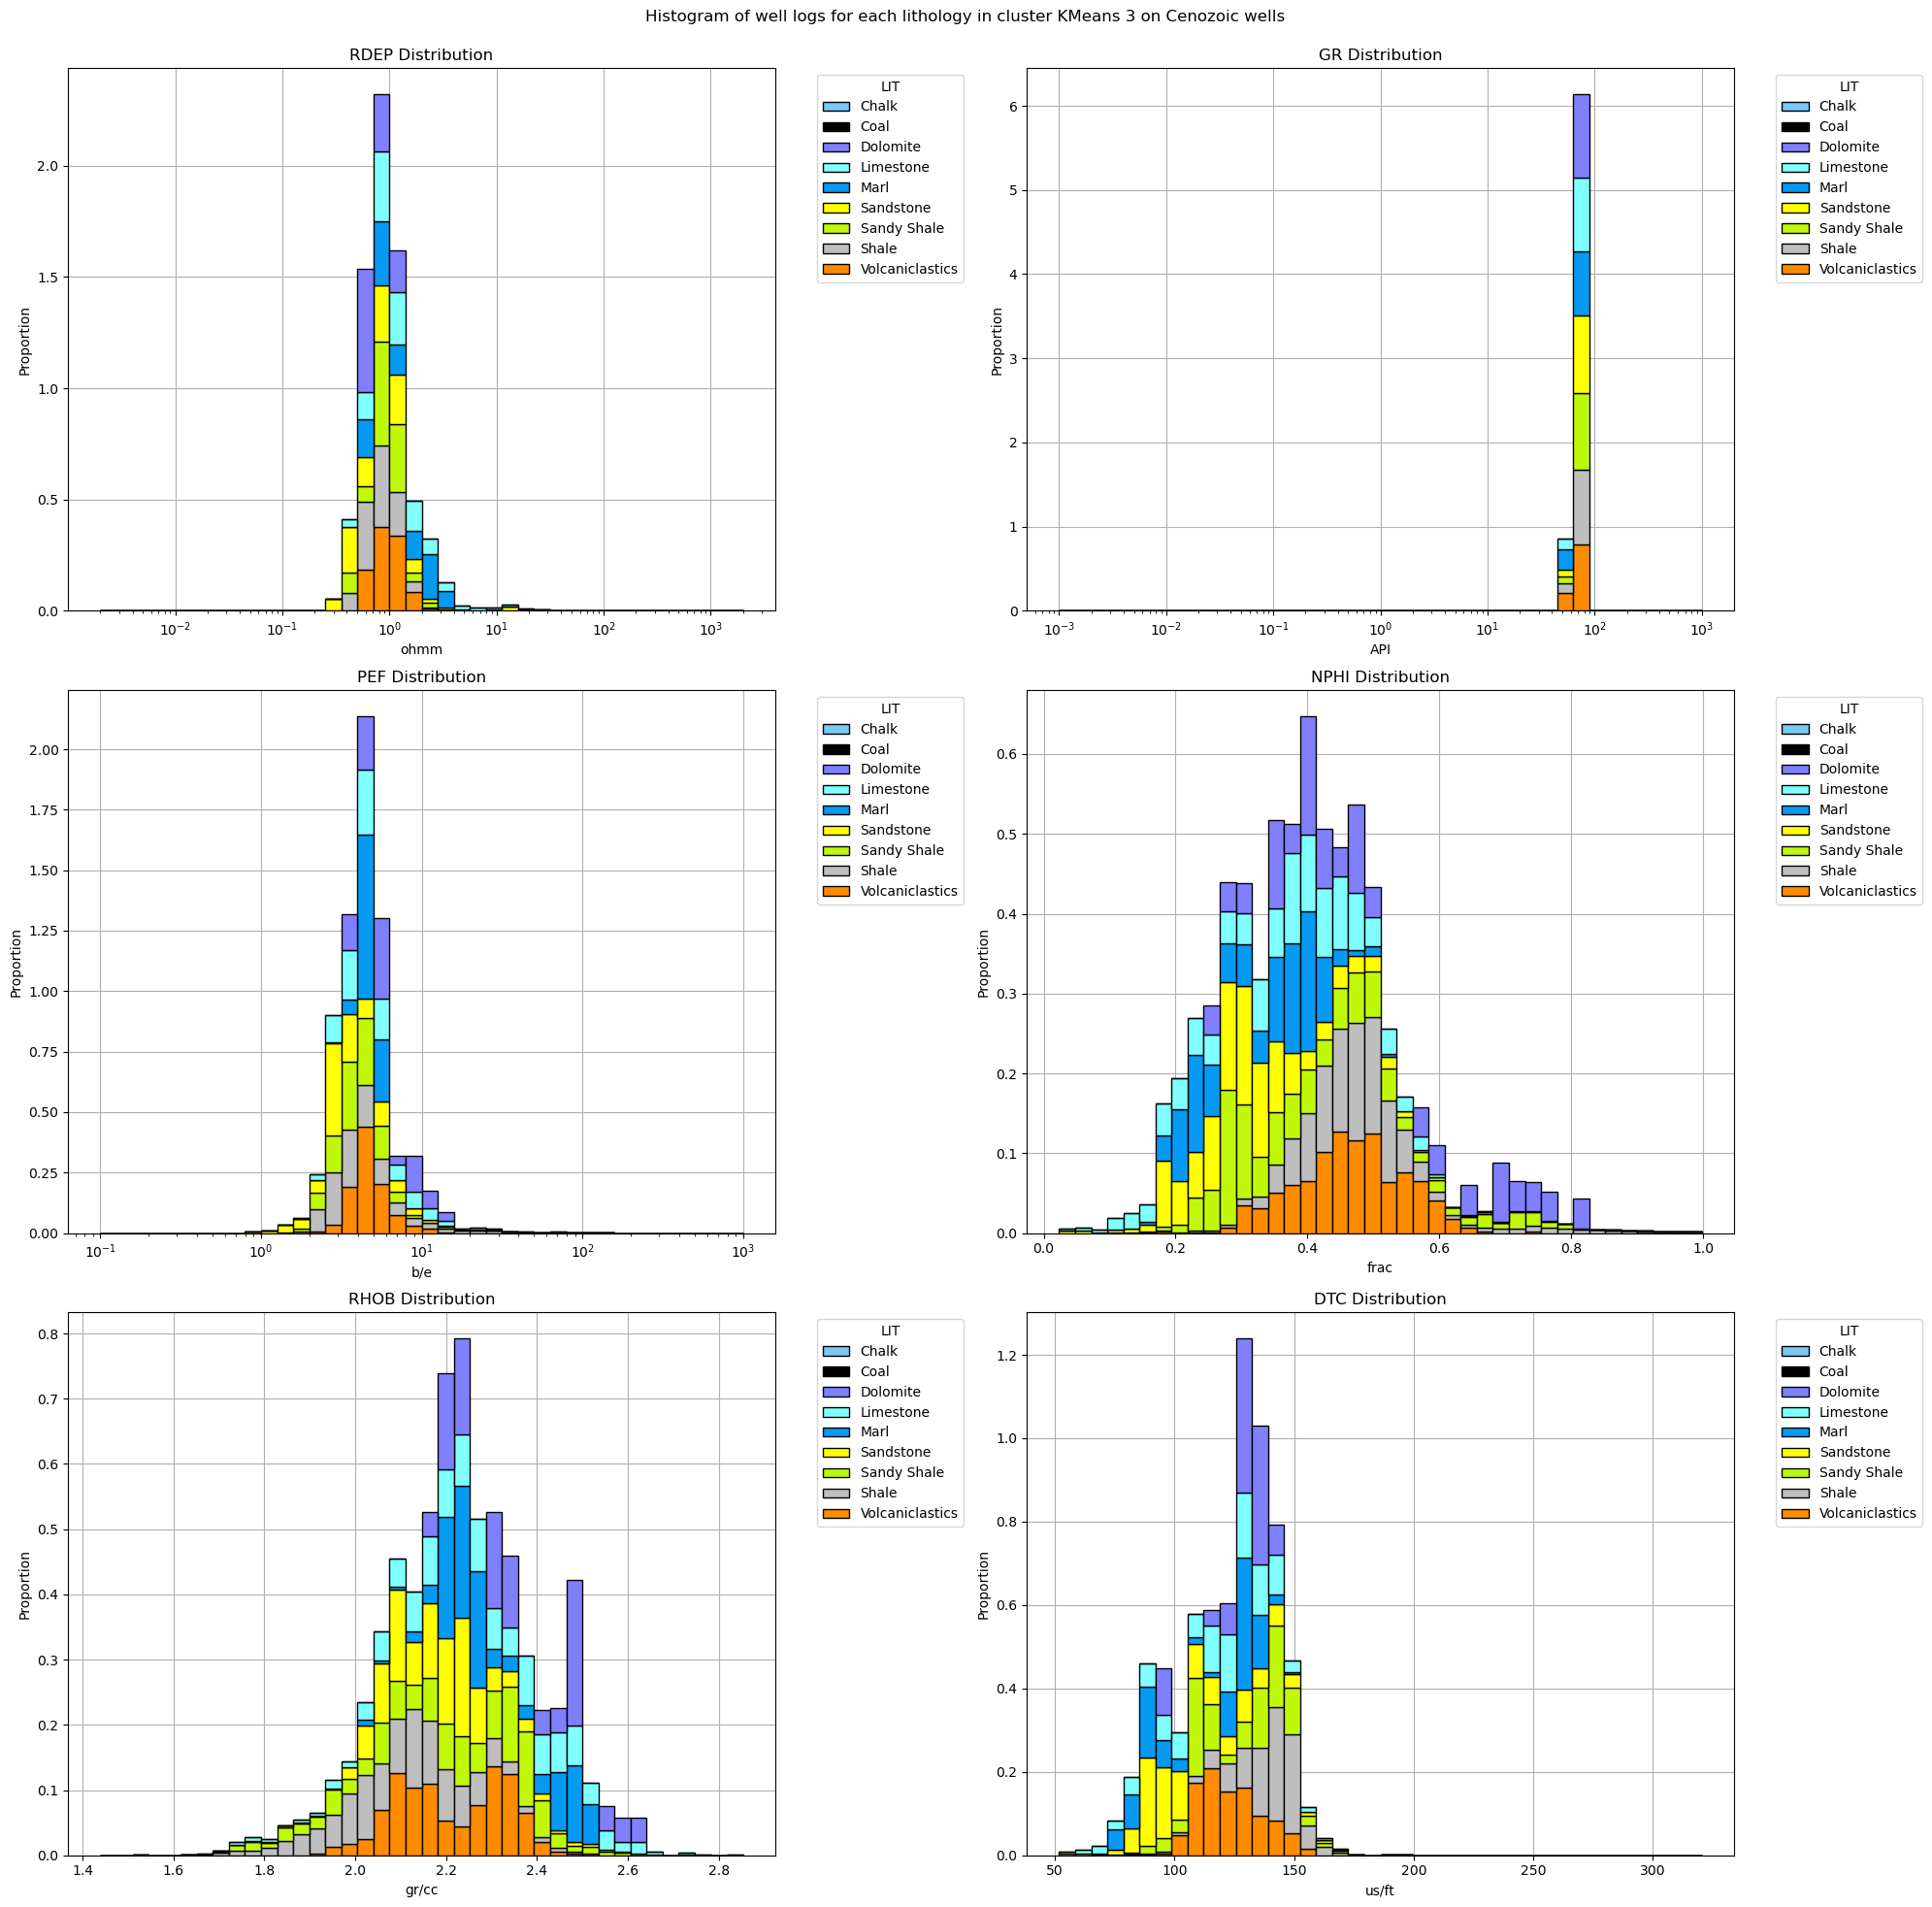 Histogram of well logs for each lithology in cluster KMeans 3 on Cenozoic wells
RDEP Distribution
Proportion
2.0
1.5
1.0
0.5
0.0
10⁻² 10⁻¹ 10⁰ 10¹ 10² 10³
ohmm
LIT
Chalk
Coal
Dolomite
Limestone
Marl
Sandstone
Sandy Shale
Shale
Volcaniclastics
GR Distribution
Proportion
6
5
4
3
2
1
0
10⁻³ 10⁻² 10⁻¹ 10⁰ 10¹ 10² 10³
API
LIT
Chalk
Coal
Dolomite
Limestone
Marl
Sandstone
Sandy Shale
Shale
Volcaniclastics
PEF Distribution
Proportion
2.00
1.75
1.50
1.25
1.00
0.75
0.50
0.25
0.00
10⁻¹ 10⁰ 10¹ 10² 10³
b/e
LIT
Chalk
Coal
Dolomite
Limestone
Marl
Sandstone
Sandy Shale
Shale
Volcaniclastics
NPHI Distribution
Proportion
0.6
0.5
0.4
0.3
0.2
0.1
0.0
0.0 0.2 0.4 0.6 0.8 1.0
frac
LIT
Chalk
Coal
Dolomite
Limestone
Marl
Sandstone
Sandy Shale
Shale
Volcaniclastics
RHOB Distribution
Proportion
0.8
0.7
0.6
0.5
0.4
0.3
0.2
0.1
0.0
1.4 1.6 1.8 2.0 2.2 2.4 2.6 2.8
gr/cc
LIT
Chalk
Coal
Dolomite
Limestone
Marl
Sandstone
Sandy Shale
Shale
Volcaniclastics
DTC Distribution
Proportion
1.2
1.0
0.8
0.6
0.4
0.2
0.0
50 100 150 200 250 300
us/ft
LIT
Chalk
Coal
Dolomite
Limestone
Marl
Sandstone
Sandy Shale
Shale
Volcaniclastics